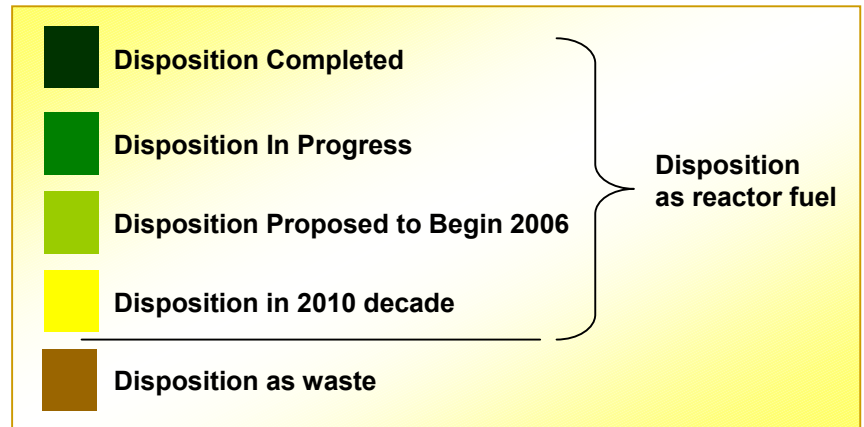 Disposition Completed
Disposition In Progress
Disposition Proposed to Begin 2006
Disposition in 2010 decade
Disposition
as reactor fuel
Disposition as waste